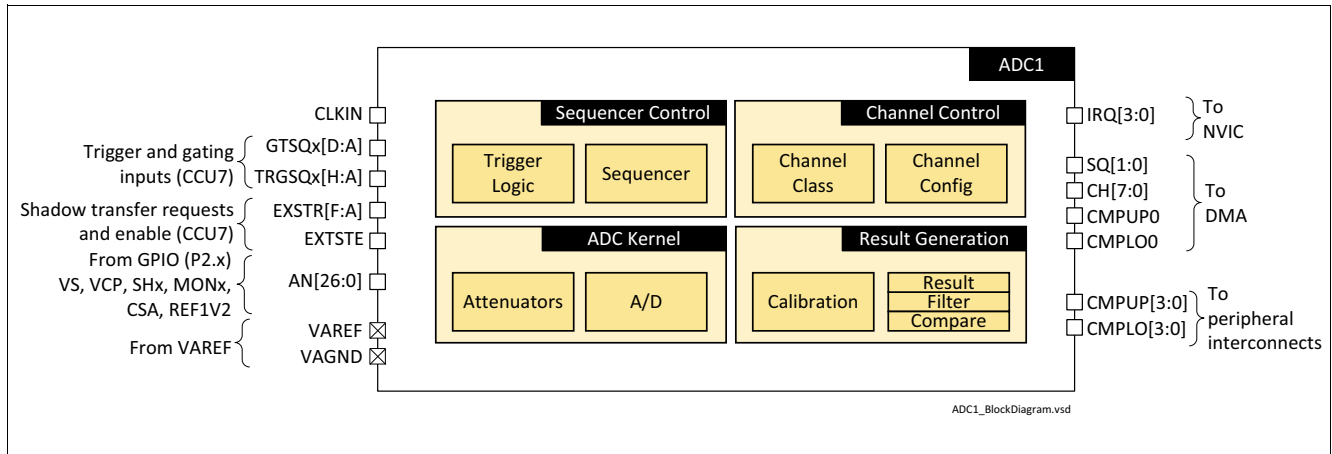 ADC1
CLKIN
GTSQx[D:A]
TRGSQx[H:A]
Trigger and gating
inputs (CCU7)
EXSTR[F:A]
EXTSTE
Shadow transfer requests
and enable (CCU7)
From GPIO (P2.x)
VS, VCP, SHx, MONx,
CSA, REF1V2
AN[26:0]
VAREF
VAGND
From VAREF
Sequencer Control
Trigger
Logic
Sequencer
Channel Control
Channel
Class
Channel
Config
ADC Kernel
Attenuators
A/D
Result Generation
Calibration
Result
Filter
Compare
IRQ[3:0]
To
NVIC
SQ[1:0]
CH[7:0]
CMPUP0
CMPLO0
To
DMA
CMPUP[3:0]
CMPLO[3:0]
To
peripheral
interconnects
ADC1_BlockDiagram.vsd